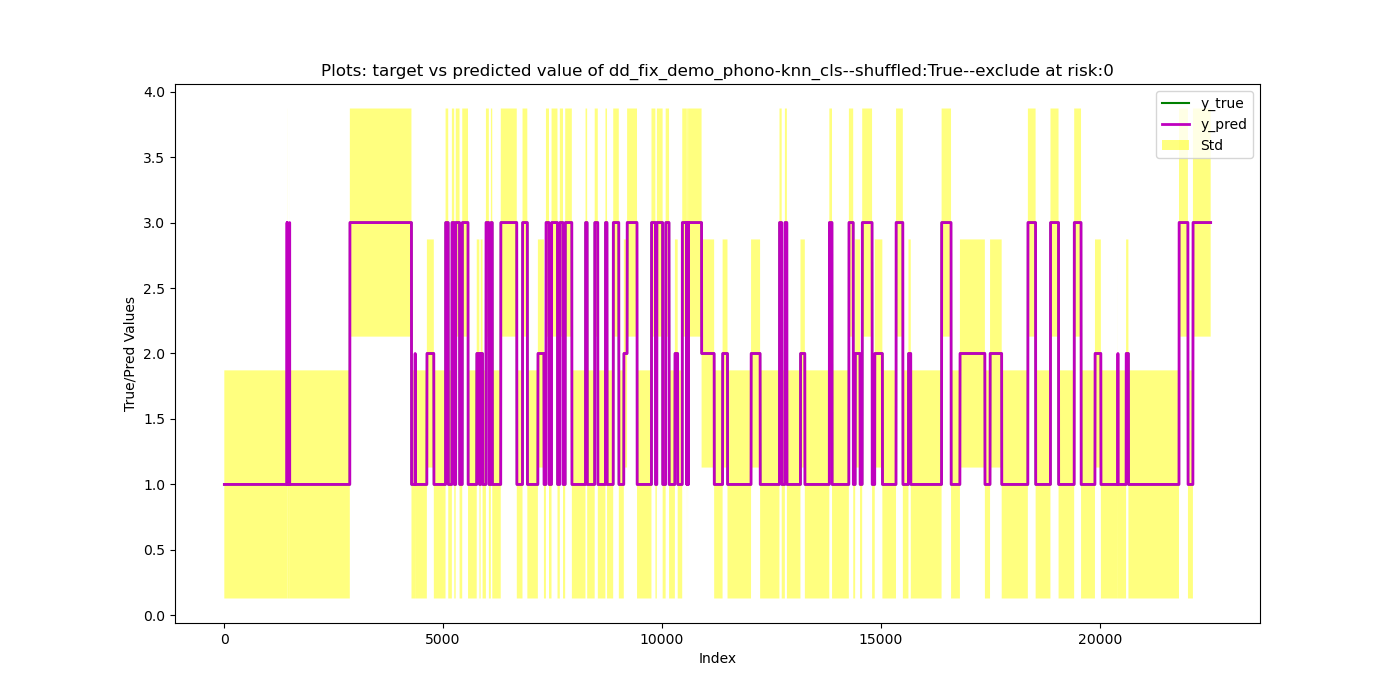 Plots: target vs predicted value of dd_fix_demo_phono-knn_cls--shuffled:True--exclude at risk:0
4.0
3.5
3.0
2.5
2.0
1.5
1.0
0.5
0.0
True/Pred Values
y_true
y_pred
Std
0
5000
10000
15000
20000
Index